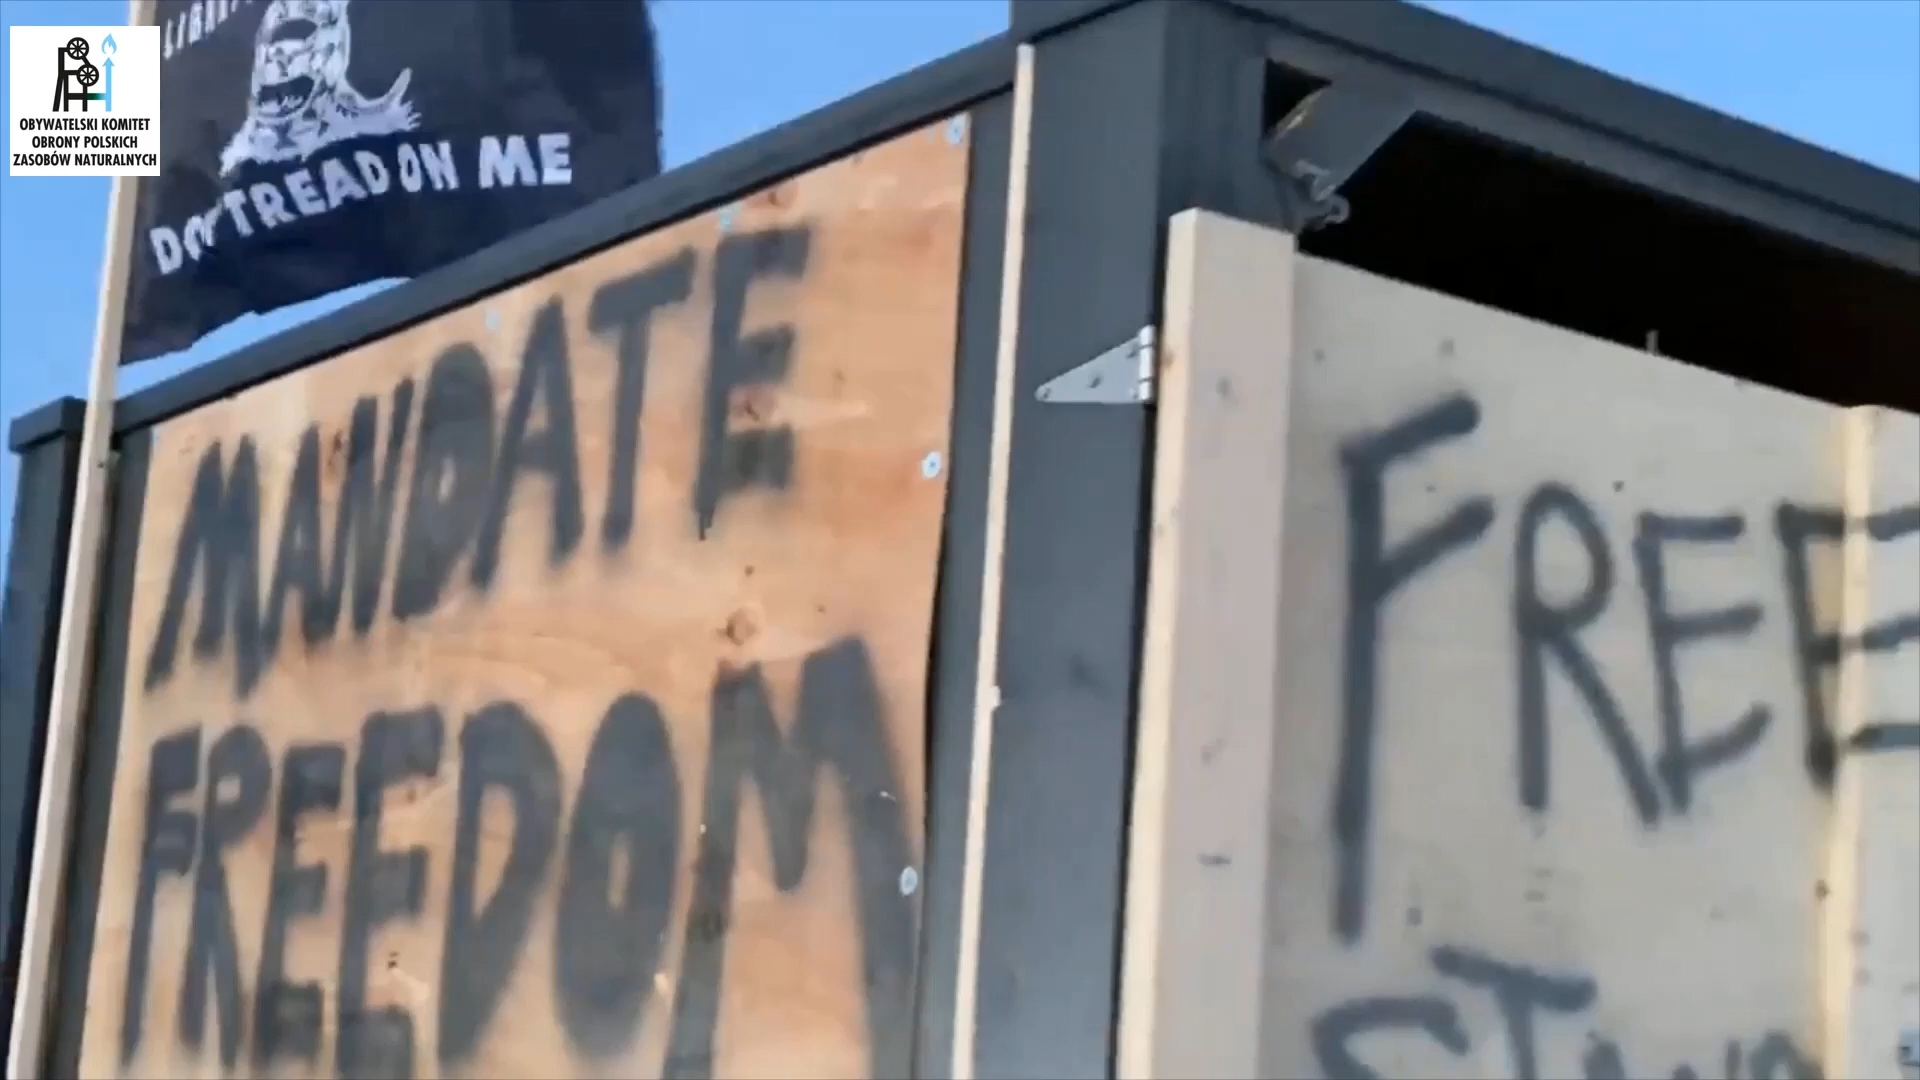 OBYWATELSKI KOMITET
OBRONY POLSKICH
ZASOBÓW NATURALNYCH
DON'T TREAD ON ME
MANDATE
FREEDOM
FREE